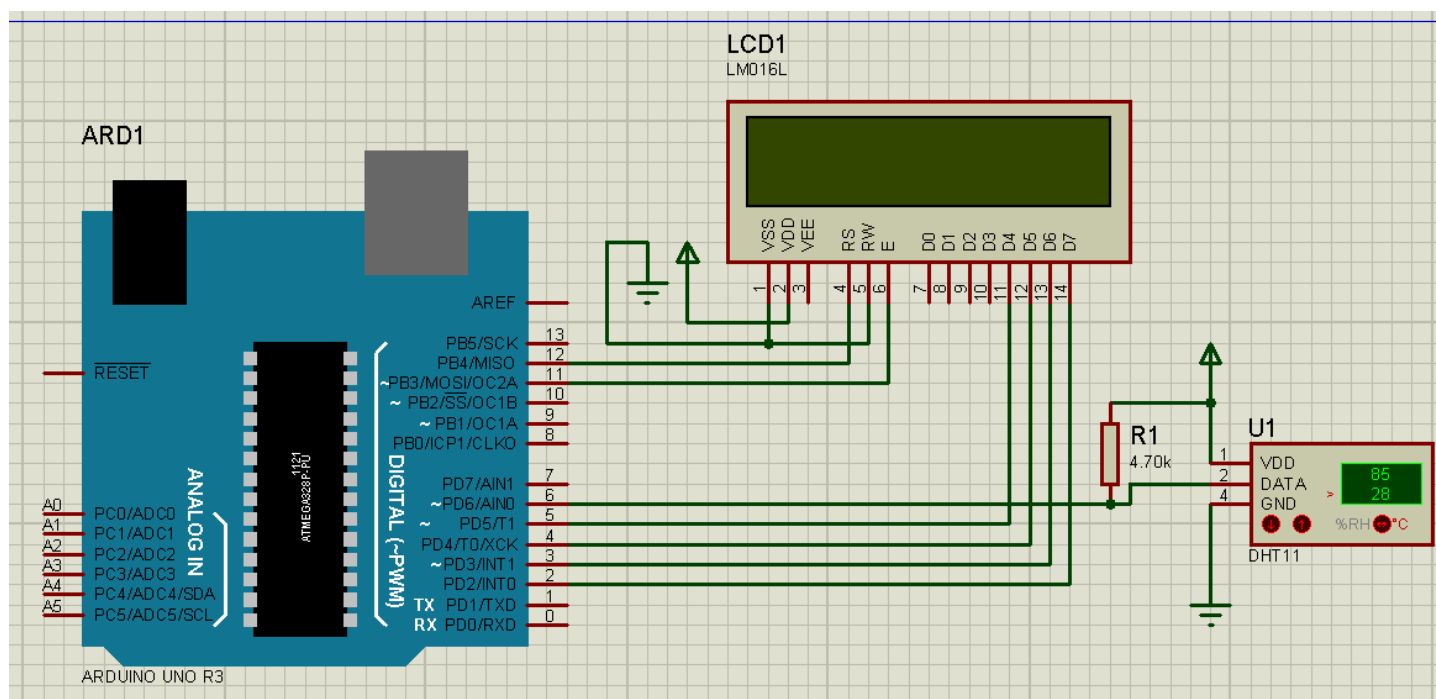 LCD1
LM016L
VSS
VDD
VEE
RS
RW
E
D0
D1
D2
D3
D4
D5
D6
D7
1
2
3
4
5
6
7
8
9
10
11
12
13
14
ARD1
AREF
RESET
PB5/SCK 13
PB4/MISO 12
~PB3/MOSI/OC2A 11
~ PB2/SS/OC1B 10
~ PB1/OC1A 9
PB0/ICP1/CLKO 8
PD7/AIN1 7
~PD6/AIN0 6
~ PD5/T1 5
PD4/T0/XCK 4
~PD3/INT1 3
PD2/INT0 2
TX PD1/TXD 1
RX PD0/RXD 0
DIGITAL (~PWM)
1121
ATMEGA328P-PU
ANALOG IN
A0 PC0/ADC0
A1 PC1/ADC1
A2 PC2/ADC2
A3 PC3/ADC3
A4 PC4/ADC4/SDA
A5 PC5/ADC5/SCL
ARDUINO UNO R3
R1
4.70k
U1
1 VDD
2 DATA
4 GND
85
> 28
%RH °C
DHT11